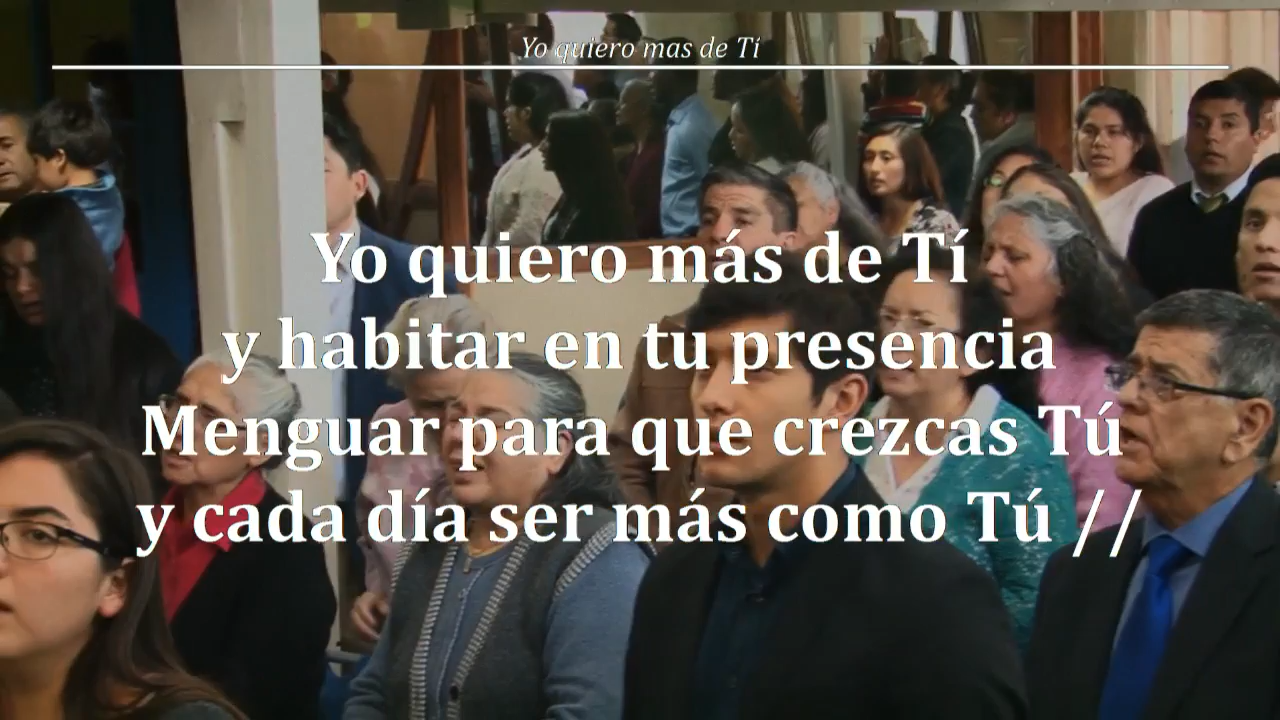 Yo quiero mas de Tí
Yo quiero más de Tí
y habitar en tu presencia
Menguar para que crezcas Tú
y cada día ser más como Tú //